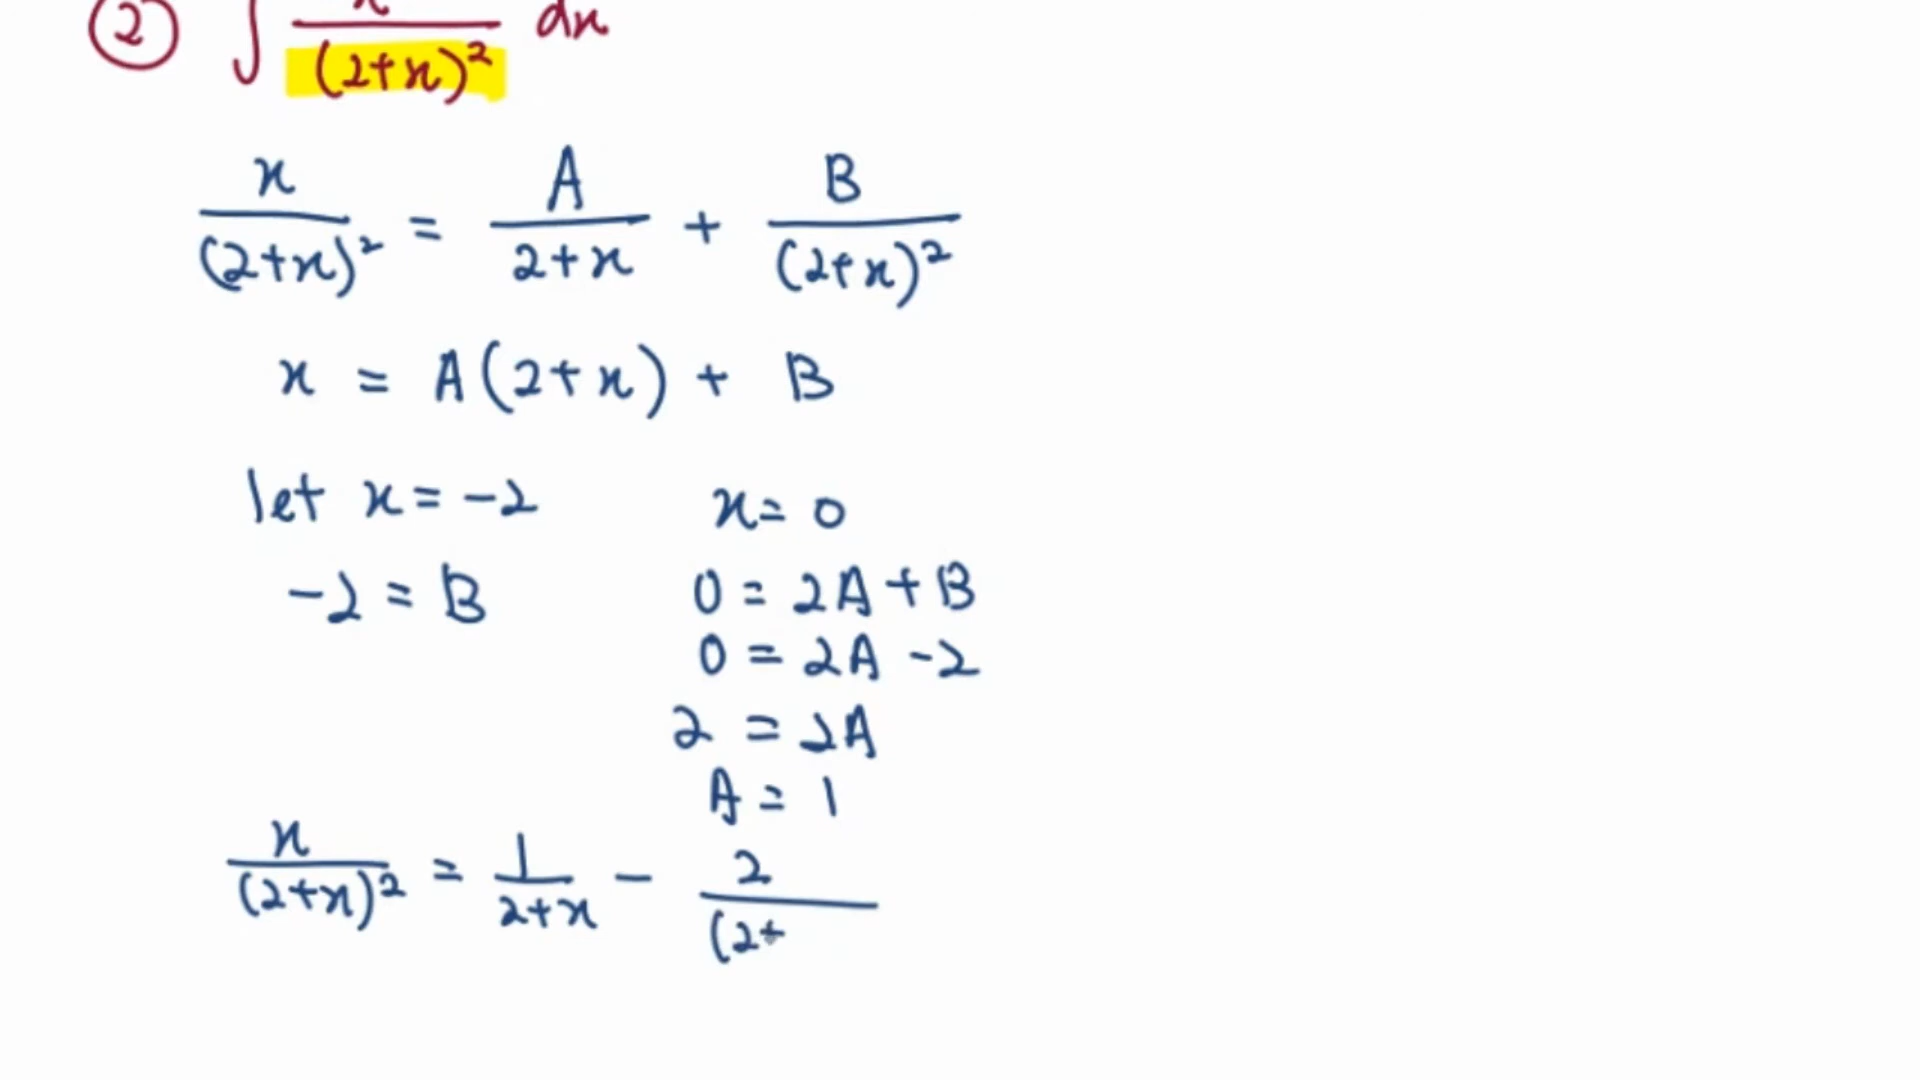 ② ∫ x/(2+x)² dx
x/(2+x)² = A/(2+x) + B/(2+x)²
x = A(2+x) + B
let x = -2    x = 0
-2 = B    0 = 2A + B
0 = 2A - 2
2 = 2A
A = 1
x/(2+x)² = 1/(2+x) - 2/(2+